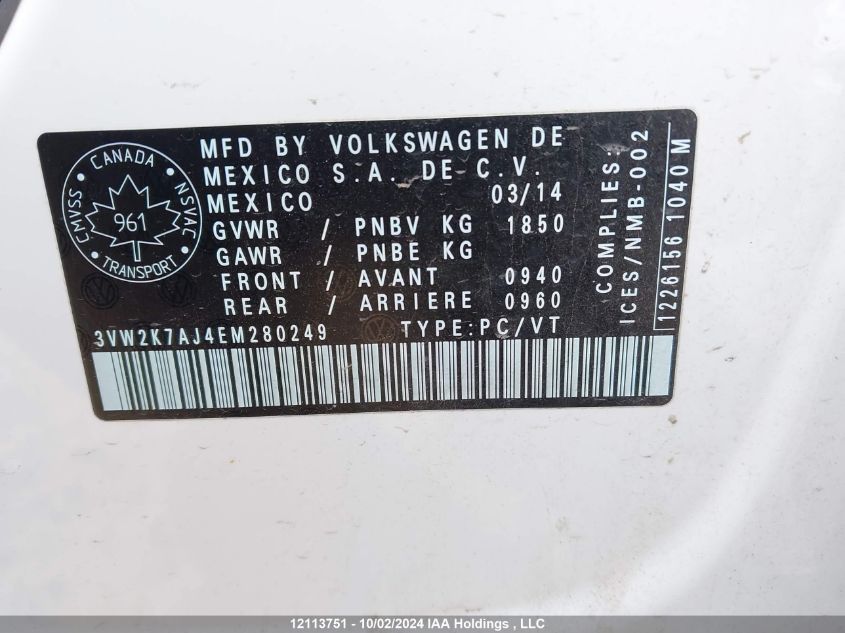 CANADA
CMVSS
NSVAC
961
• TRANSPORT •
MFD BY VOLKSWAGEN DE
MEXICO S.A. DE C.V.
MEXICO 03/14
GVWR / PNBV KG 1850
GAWR / PNBE KG
FRONT / AVANT 0940
REAR / ARRIERE 0960
3VW2K7AJ4EM280249 TYPE:PC/VT
COMPLIES:
ICES/NMB-002
1226156 1040 M
12113751 - 10/02/2024 IAA Holdings , LLC